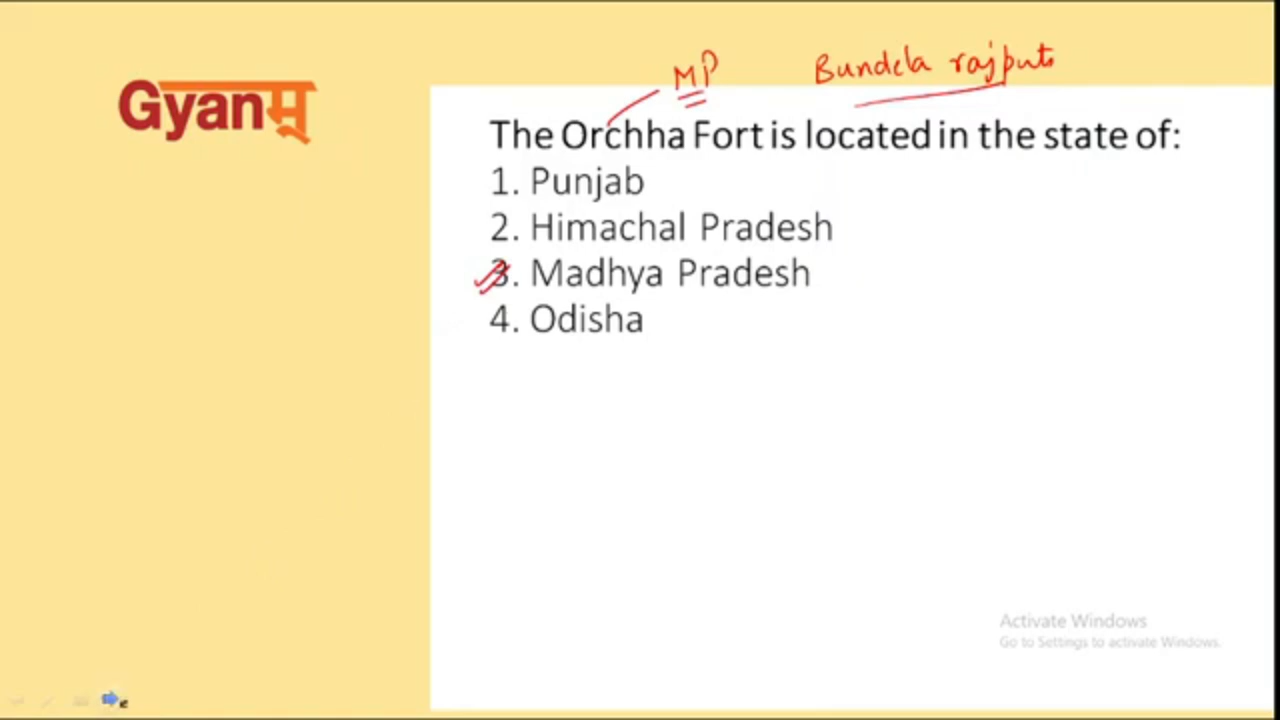 Gyanम्
MP Bundela rajputs
The Orchha Fort is located in the state of:
1. Punjab
2. Himachal Pradesh
3. Madhya Pradesh
4. Odisha
Activate Windows
Go to Settings to activate Windows.